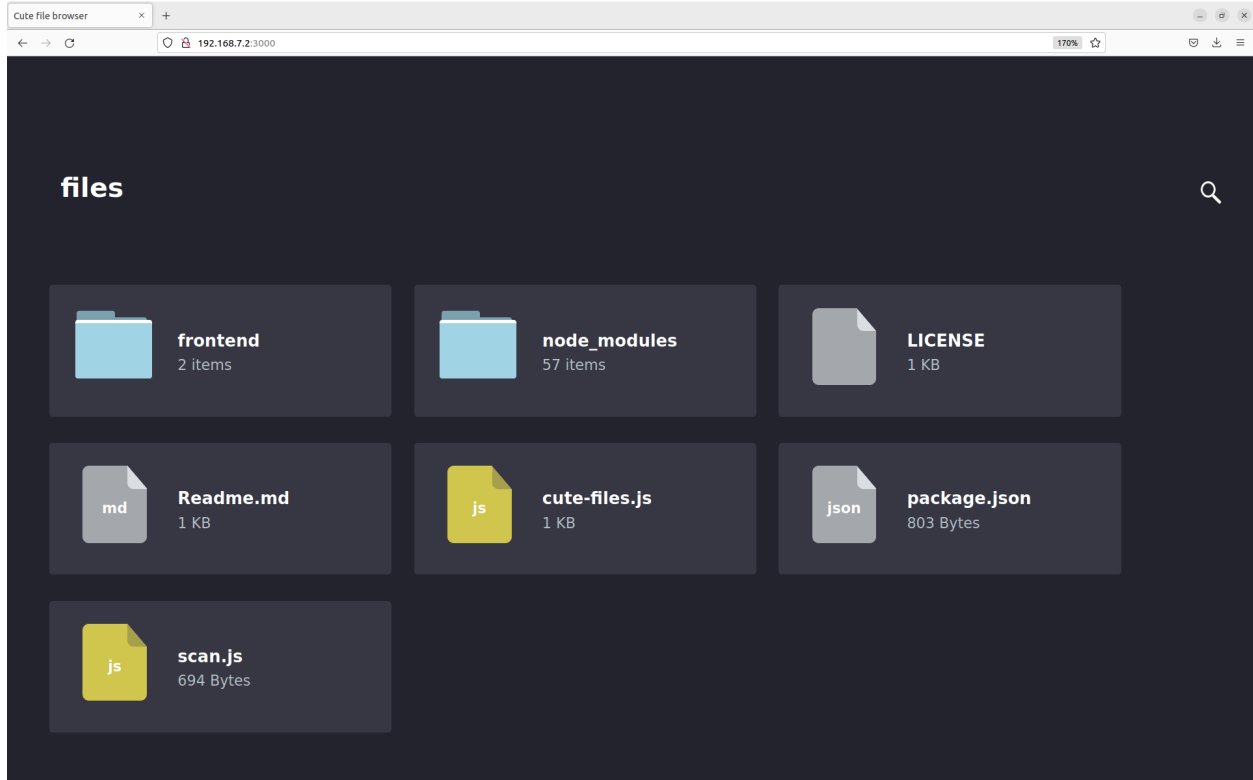 Cute file browser
192.168.7.2:3000
170%
files
frontend
2 items
node_modules
57 items
LICENSE
1 KB
md
Readme.md
1 KB
js
cute-files.js
1 KB
json
package.json
803 Bytes
js
scan.js
694 Bytes